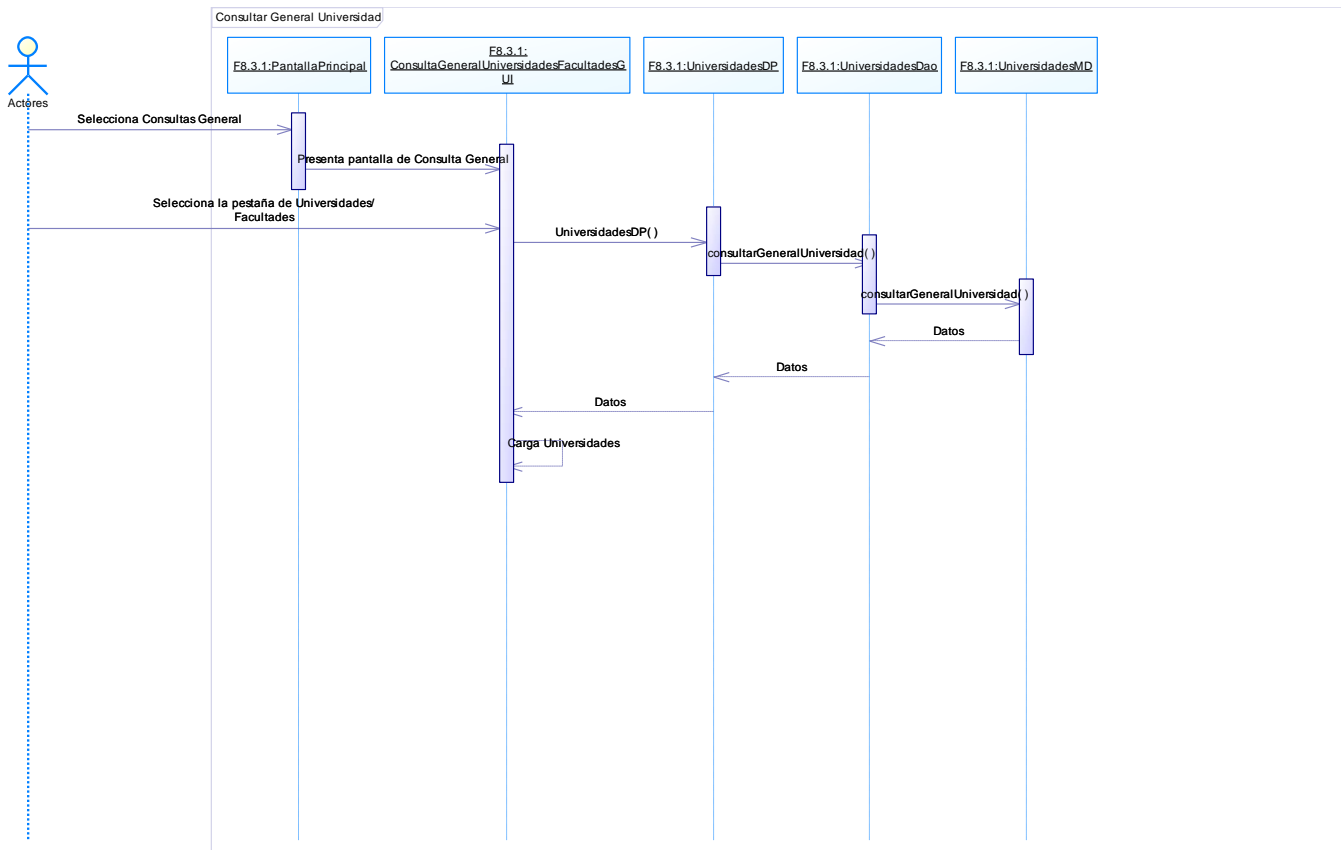 Consultar General Universidad
F8.3.1:PantallaPrincipal
F8.3.1:
ConsultaGeneralUniversidadesFacultadesG
UI
F8.3.1:UniversidadesDP
F8.3.1:UniversidadesDao
F8.3.1:UniversidadesMD
Actores
Selecciona Consultas General
Presenta pantalla de Consulta General
Selecciona la pestaña de Universidades/
Facultades
UniversidadesDP( )
consultarGeneralUniversidad( )
consultarGeneralUniversidad( )
Datos
Datos
Datos
Carga Universidades